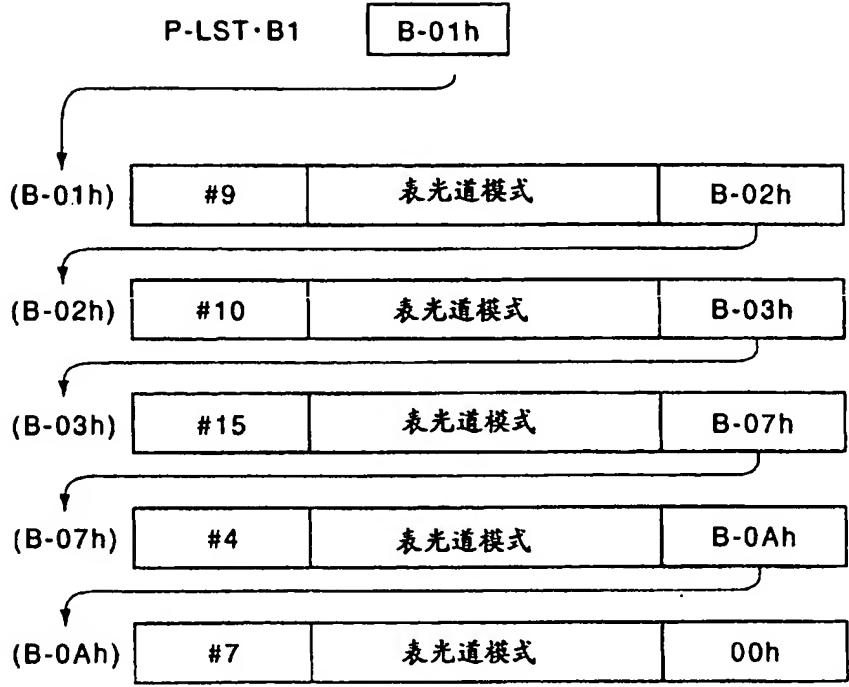 P-LST·B1 B-01h
(B-01h) #9 表光道模式 B-02h
(B-02h) #10 表光道模式 B-03h
(B-03h) #15 表光道模式 B-07h
(B-07h) #4 表光道模式 B-0Ah
(B-0Ah) #7 表光道模式 00h